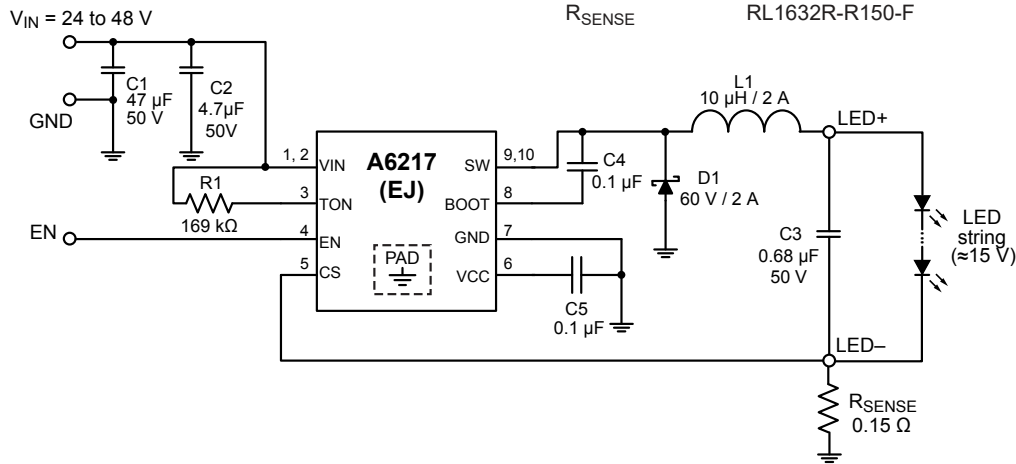 R_SENSE RL1632R-R150-F
V_IN = 24 to 48 V
GND
C1
47 µF
50 V
C2
4.7µF
50V
R1
169 kΩ
EN
A6217
(EJ)
1, 2 VIN
3 TON
4 EN
5 CS
PAD
SW 9,10
BOOT 8
GND 7
VCC 6
C4
0.1 µF
C5
0.1 µF
D1
60 V / 2 A
L1
10 µH / 2 A
LED+
C3
0.68 µF
50 V
LED
string
(≈15 V)
LED–
R_SENSE
0.15 Ω